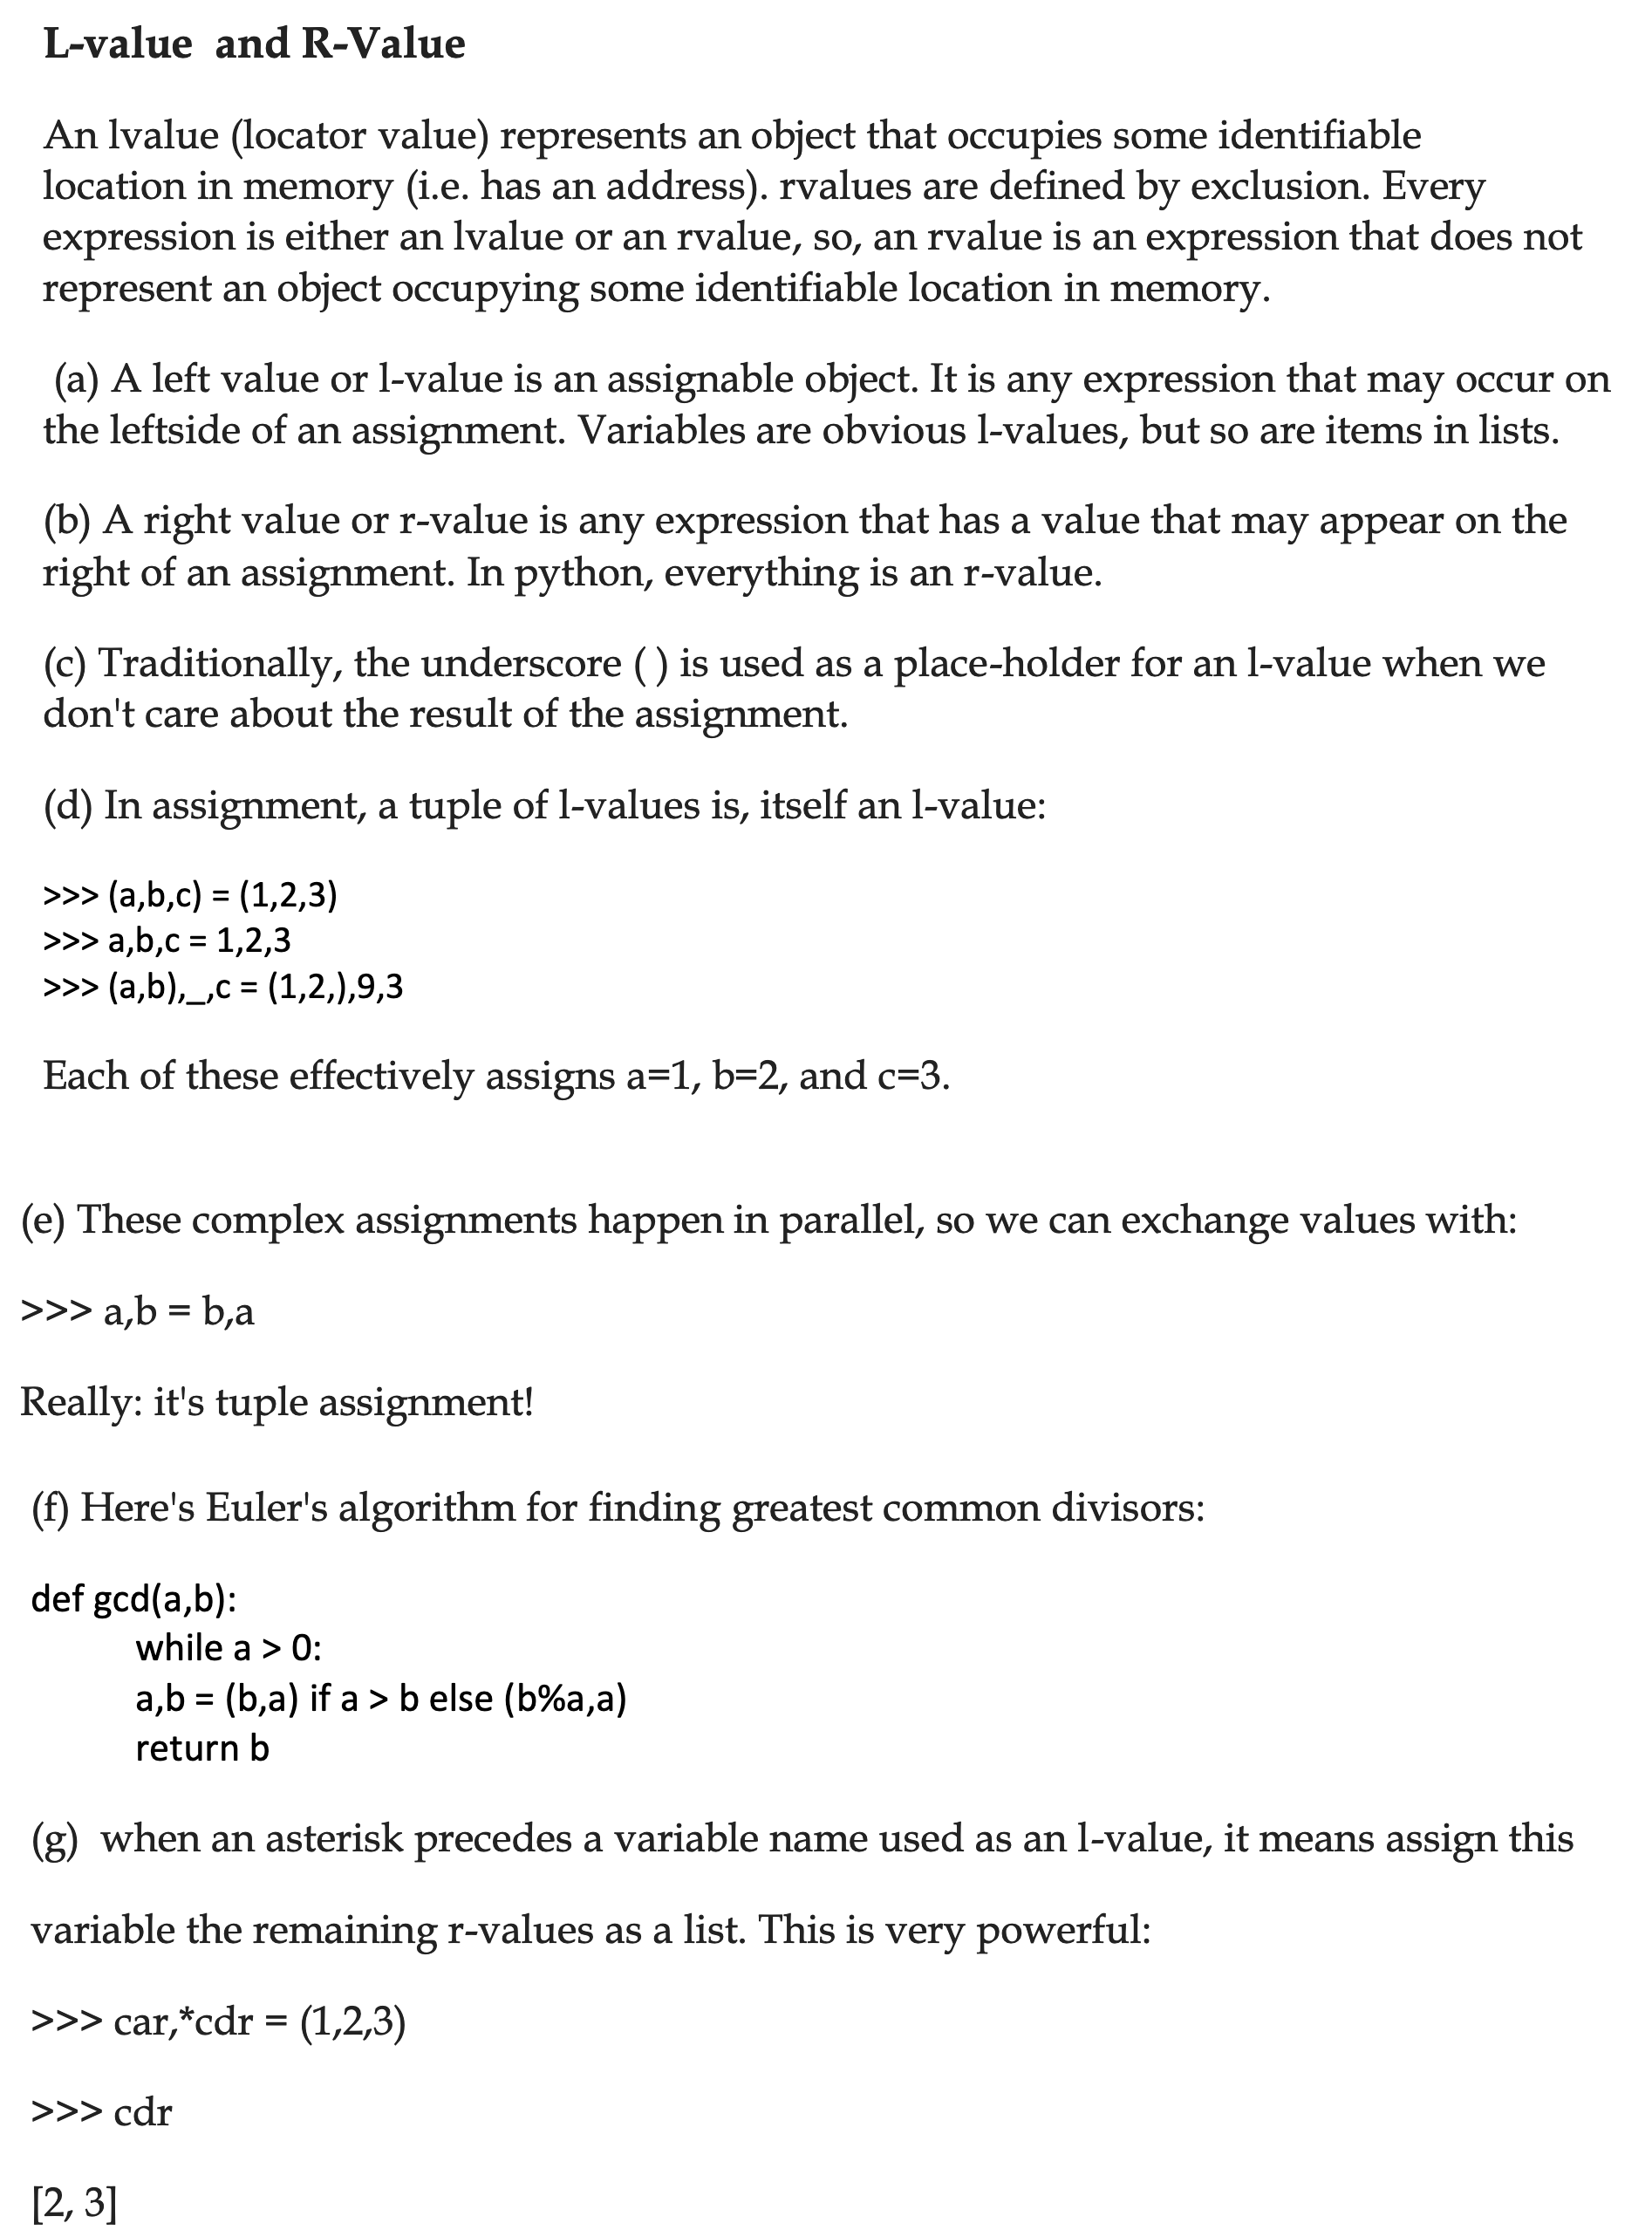 L-value and R-Value
An lvalue (locator value) represents an object that occupies some identifiable
location in memory (i.e. has an address). rvalues are defined by exclusion. Every
expression is either an lvalue or an rvalue, so, an rvalue is an expression that does not
represent an object occupying some identifiable location in memory.
(a) A left value or l-value is an assignable object. It is any expression that may occur on
the leftside of an assignment. Variables are obvious l-values, but so are items in lists.
(b) A right value or r-value is any expression that has a value that may appear on the
right of an assignment. In python, everything is an r-value.
(c) Traditionally, the underscore ( ) is used as a place-holder for an l-value when we
don't care about the result of the assignment.
(d) In assignment, a tuple of l-values is, itself an l-value:
>>> (a,b,c) = (1,2,3)
>>> a,b,c = 1,2,3
>>> (a,b),_,c = (1,2,),9,3
Each of these effectively assigns a=1, b=2, and c=3.
(e) These complex assignments happen in parallel, so we can exchange values with:
>>> a,b = b,a
Really: it's tuple assignment!
(f) Here's Euler's algorithm for finding greatest common divisors:
def gcd(a,b):
while a > 0:
a,b = (b,a) if a > b else (b%a,a)
return b
(g) when an asterisk precedes a variable name used as an l-value, it means assign this
variable the remaining r-values as a list. This is very powerful:
>>> car,*cdr = (1,2,3)
>>> cdr
[2, 3]